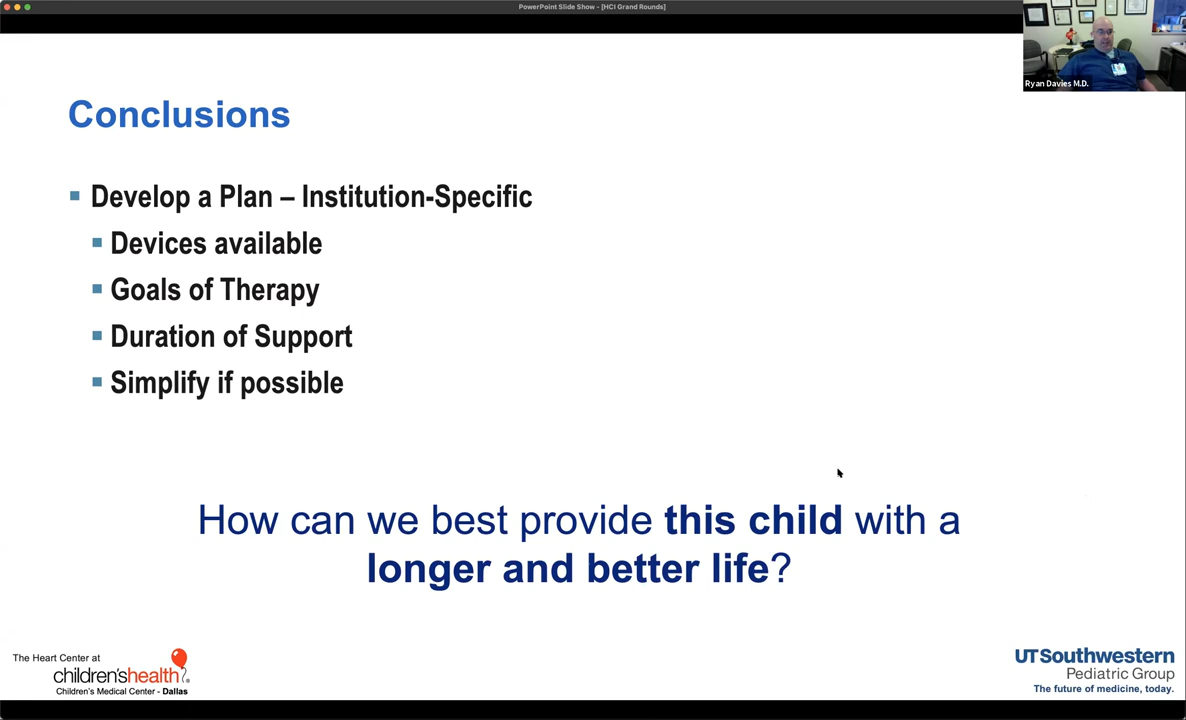 PowerPoint Slide Show - [HCI Grand Rounds]
Ryan Davies M.D.
Conclusions
Develop a Plan – Institution-Specific
Devices available
Goals of Therapy
Duration of Support
Simplify if possible
How can we best provide this child with a
longer and better life?
The Heart Center at
children'shealth
Children's Medical Center - Dallas
UTSouthwestern
Pediatric Group
The future of medicine, today.